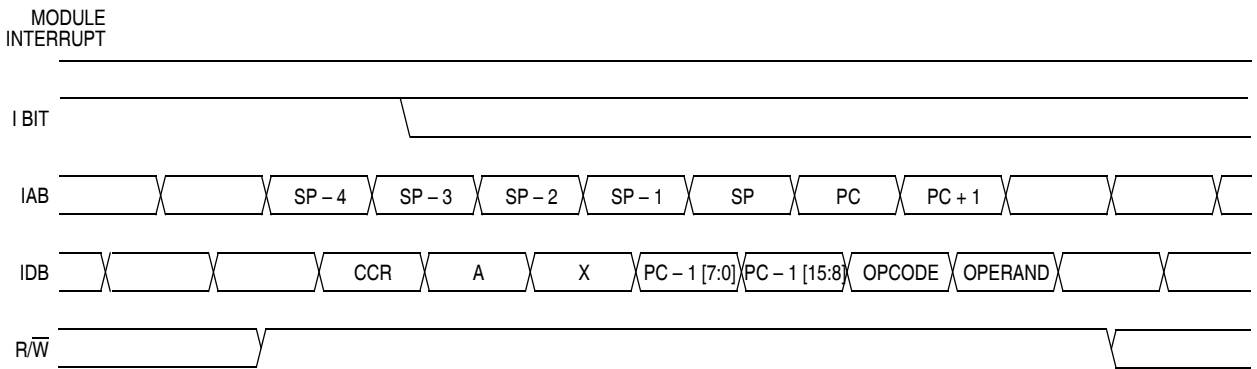 MODULE
INTERRUPT
I BIT
IAB SP – 4 SP – 3 SP – 2 SP – 1 SP PC PC + 1
IDB CCR A X PC – 1 [7:0] PC – 1 [15:8] OPCODE OPERAND
R/W̅